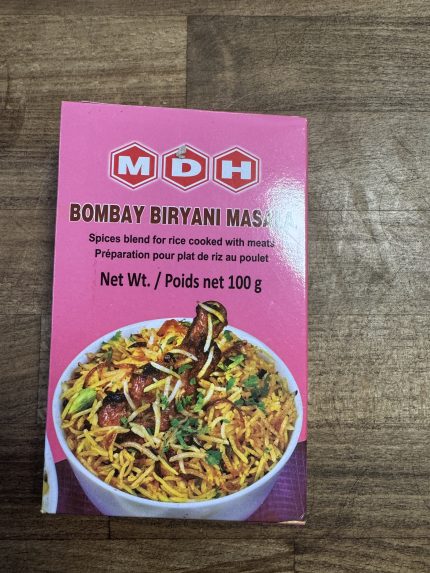 MDH
BOMBAY BIRYANI MASALA
Spices blend for rice cooked with meats
Préparation pour plat de riz au poulet
Net Wt. / Poids net 100 g